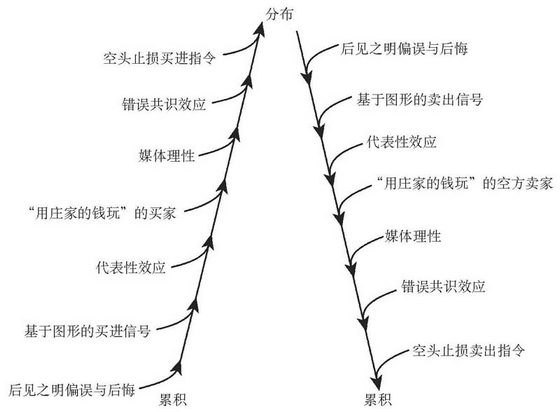 分布
空头止损买进指令
错误共识效应
媒体理性
“用庄家的钱玩”的买家
代表性效应
基于图形的买进信号
后见之明偏误与后悔
累积
后见之明偏误与后悔
基于图形的卖出信号
代表性效应
“用庄家的钱玩”的空方卖家
媒体理性
错误共识效应
空头止损卖出指令
累积